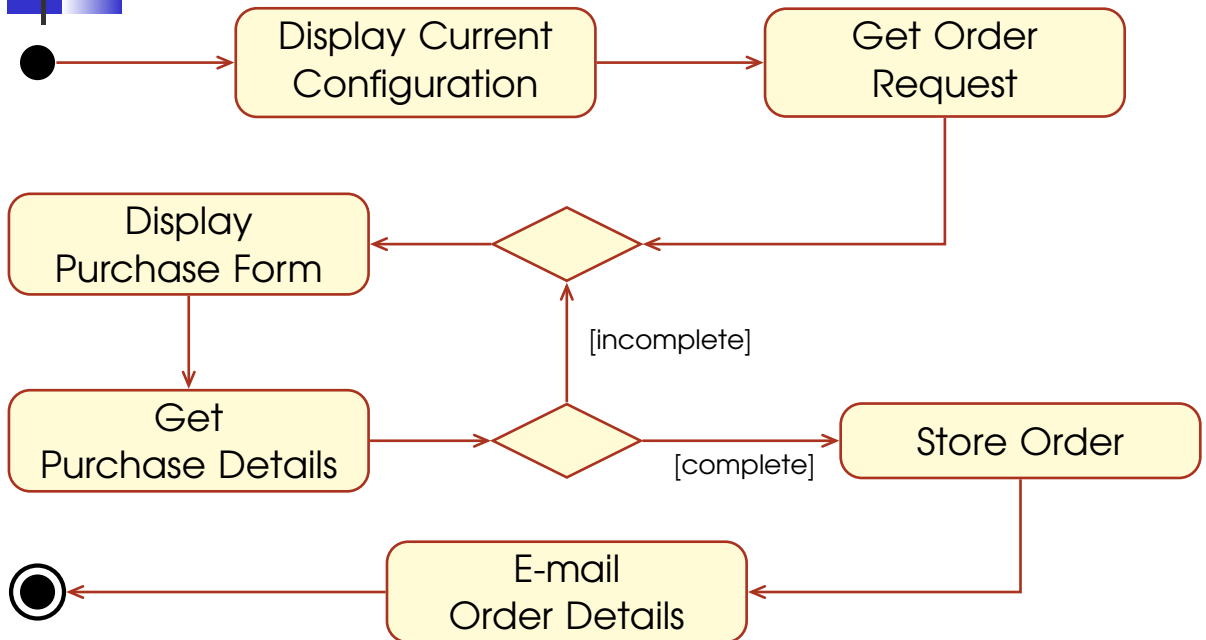 Display Current
Configuration
Get Order
Request
Display
Purchase Form
[incomplete]
Get
Purchase Details
[complete]
Store Order
E-mail
Order Details